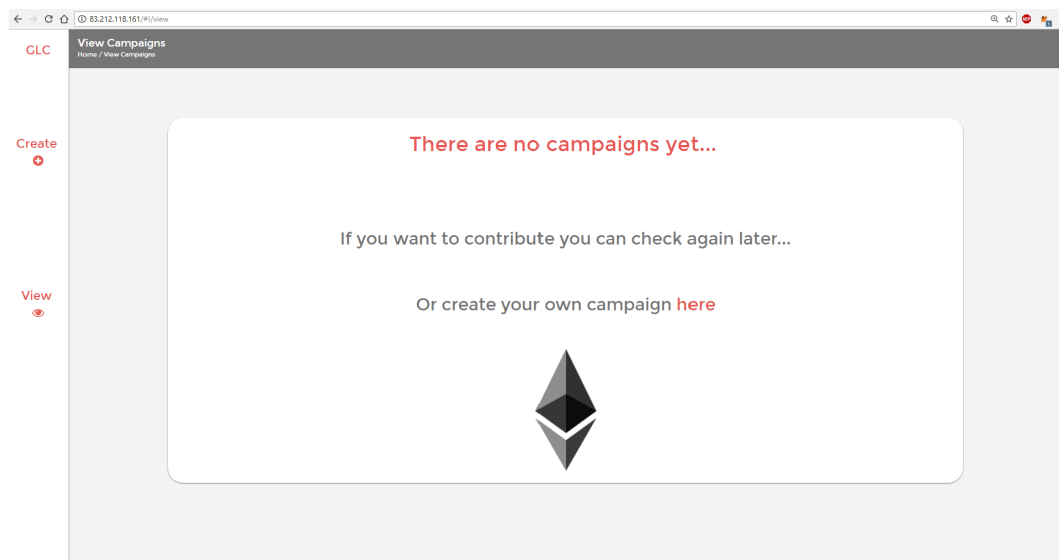 83.212.118.161/#!/view
GLC
View Campaigns
Home / View Campaigns
Create
View
There are no campaigns yet...
If you want to contribute you can check again later...
Or create your own campaign here